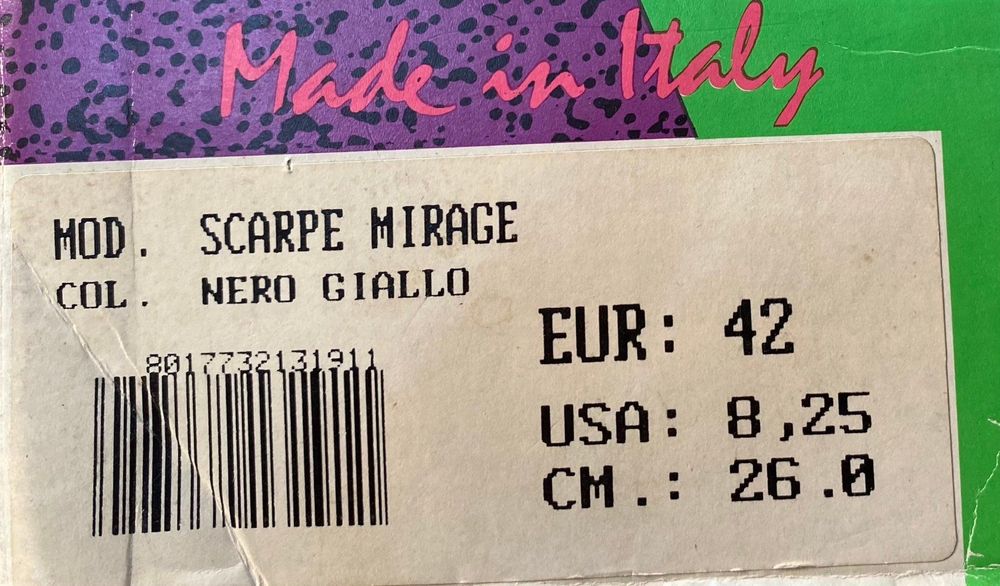 Made in Italy
MOD. SCARPE MIRAGE
COL. NERO GIALLO
8017732131911
EUR: 42
USA: 8,25
CM.: 26.0